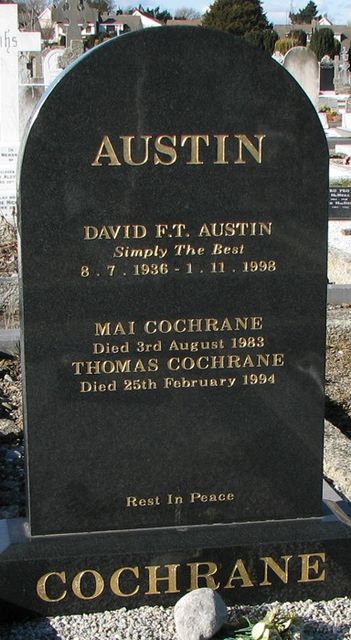 AUSTIN
DAVID F.T. AUSTIN
Simply The Best
8 . 7 . 1936 - 1 . 11 . 1998
MAI COCHRANE
Died 3rd August 1983
THOMAS COCHRANE
Died 25th February 1994
Rest In Peace
COCHRANE